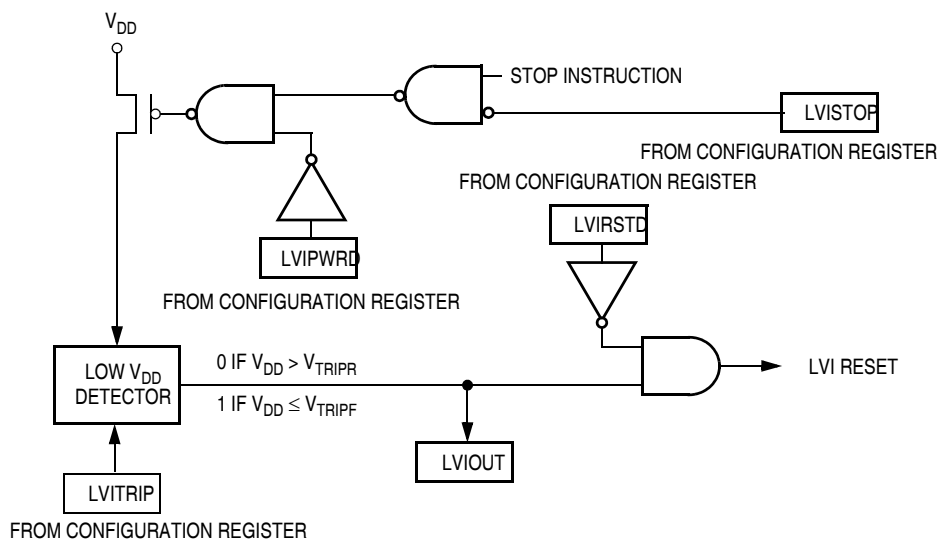 VDD
STOP INSTRUCTION
LVISTOP
FROM CONFIGURATION REGISTER
FROM CONFIGURATION REGISTER
LVIRSTD
LVIPWRD
FROM CONFIGURATION REGISTER
LOW VDD
DETECTOR
0 IF VDD > VTRIPR
1 IF VDD ≤ VTRIPF
LVI RESET
LVIOUT
LVITRIP
FROM CONFIGURATION REGISTER